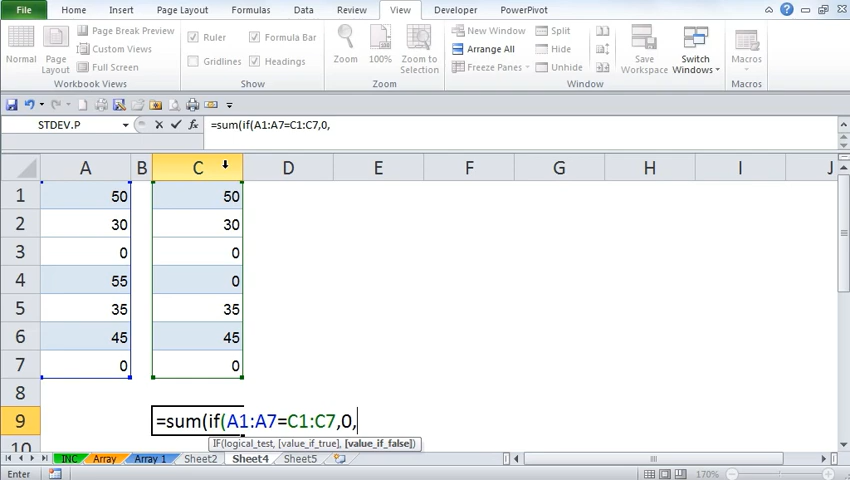 File Home Insert Page Layout Formulas Data Review View Developer PowerPivot
Normal Page Layout Page Break Preview Custom Views Full Screen Workbook Views
Ruler Formula Bar Gridlines Headings Show
Zoom 100% Zoom to Selection Zoom
New Window Arrange All Freeze Panes Split Hide Unhide Save Workspace Switch Windows Window
Macros Macros
STDEV.P fx =sum(if(A1:A7=C1:C7,0,
A B C D E F G H I J
1 50 50
2 30 30
3 0 0
4 55 0
5 35 35
6 45 45
7 0 0
8
9 =sum(if(A1:A7=C1:C7,0,
IF(logical_test, [value_if_true], [value_if_false])
10
INC Array Array 1 Sheet2 Sheet4 Sheet5
Enter 170%